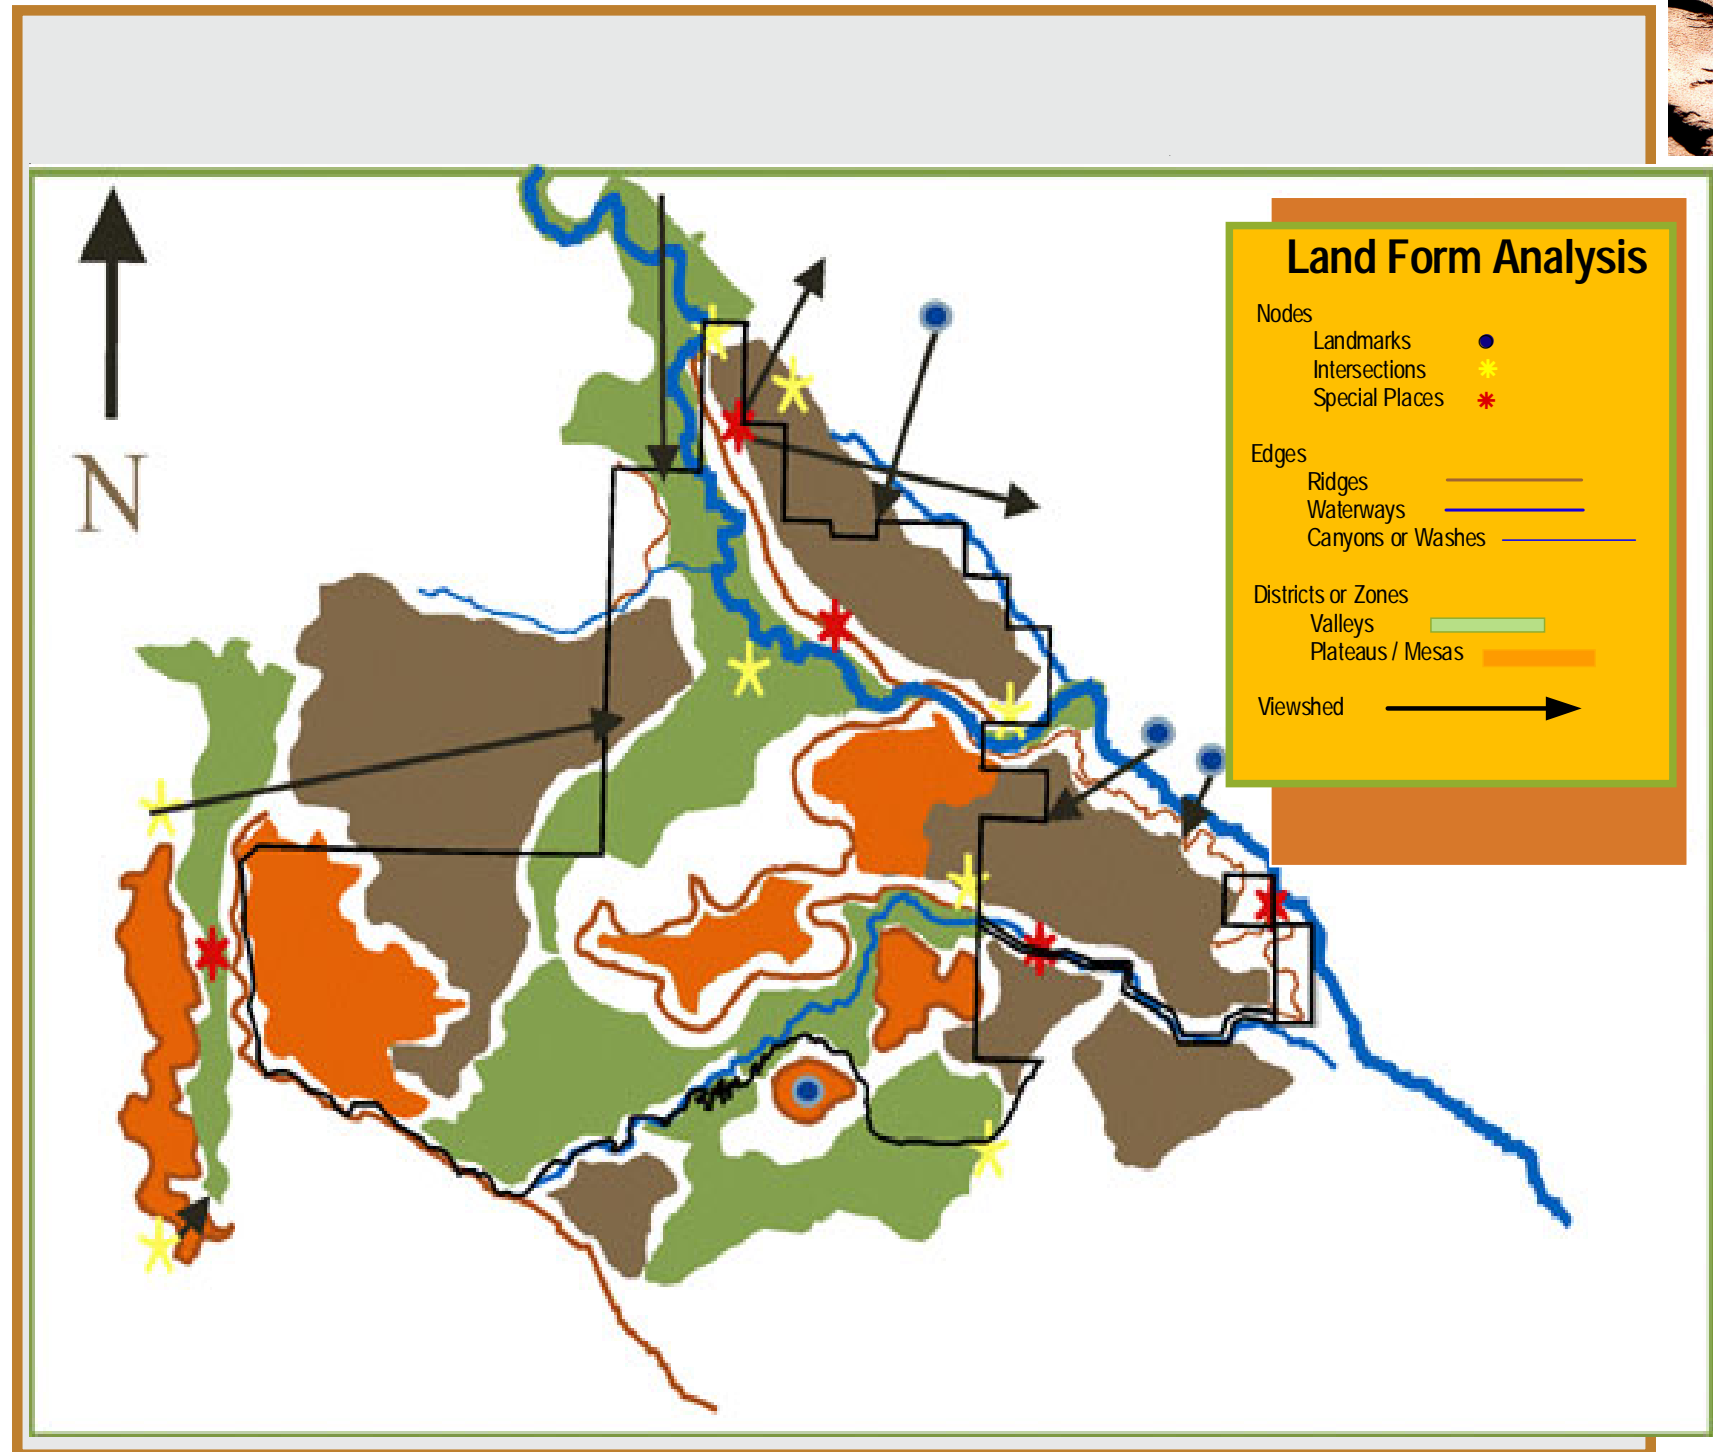 N
Land Form Analysis
Nodes
Landmarks
Intersections
Special Places
Edges
Ridges
Waterways
Canyons or Washes
Districts or Zones
Valleys
Plateaus / Mesas
Viewshed